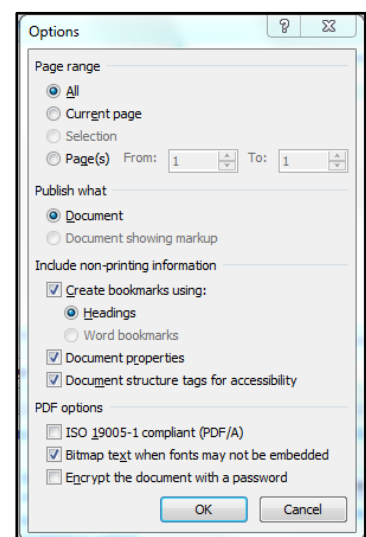 Options
Page range
All
Current page
Selection
Page(s) From: 1 To: 1
Publish what
Document
Document showing markup
Include non-printing information
Create bookmarks using:
Headings
Word bookmarks
Document properties
Document structure tags for accessibility
PDF options
ISO 19005-1 compliant (PDF/A)
Bitmap text when fonts may not be embedded
Encrypt the document with a password
OK Cancel